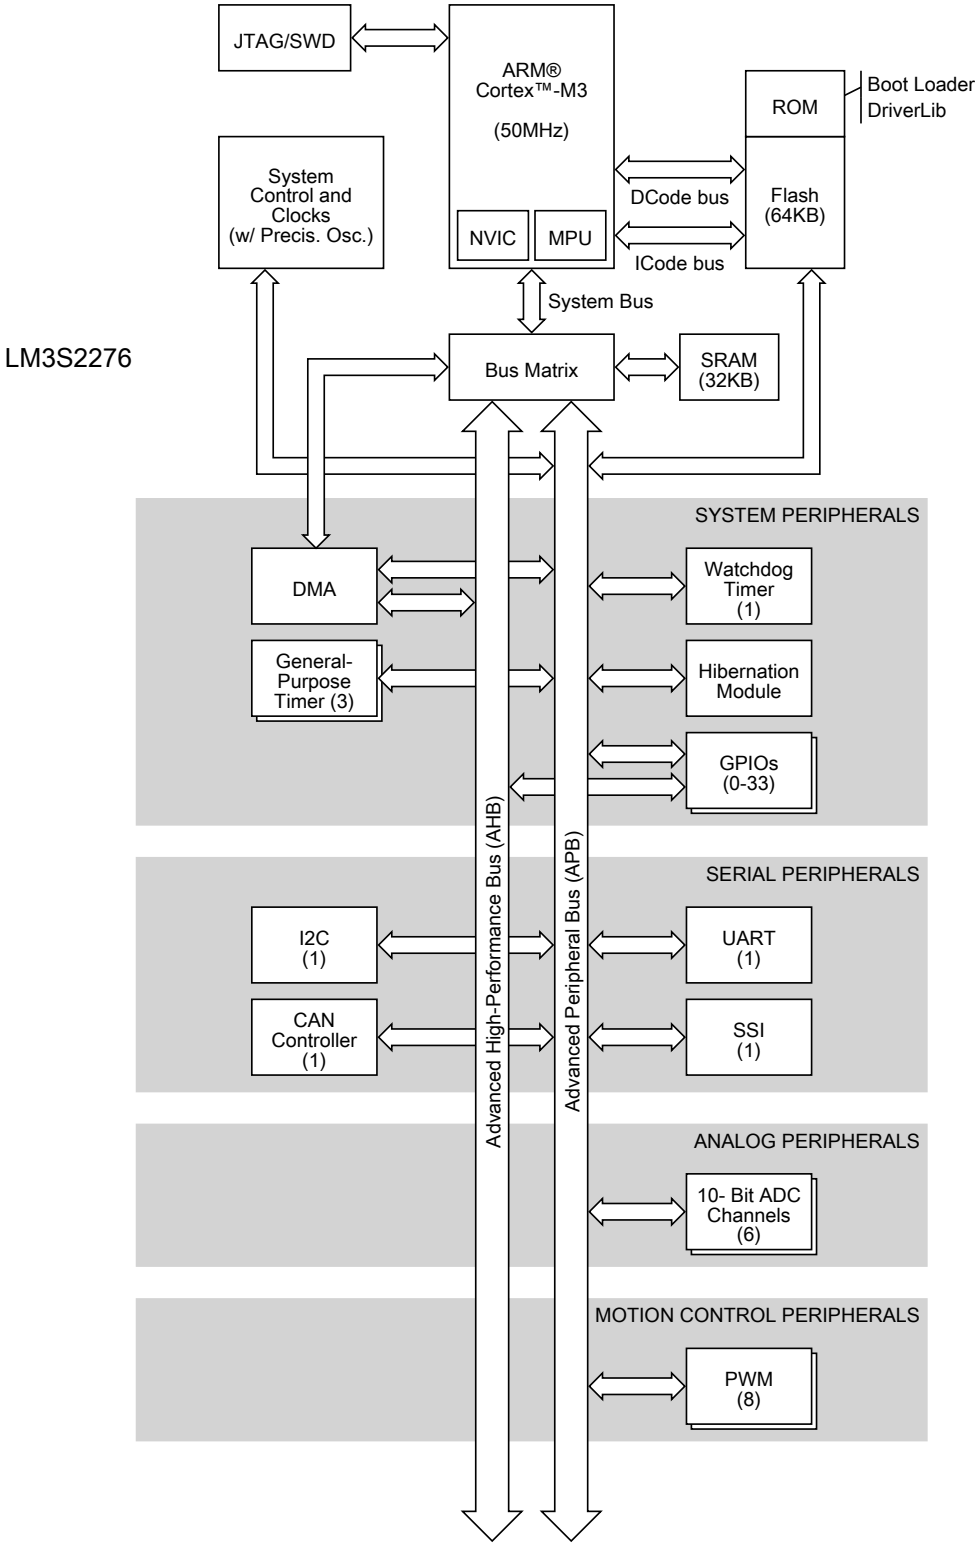 JTAG/SWD
ARM®
Cortex™-M3
(50MHz)
NVIC
MPU
ROM
Boot Loader
DriverLib
System
Control and
Clocks
(w/ Precis. Osc.)
DCode bus
Flash
(64KB)
ICode bus
System Bus
LM3S2276
Bus Matrix
SRAM
(32KB)
SYSTEM PERIPHERALS
DMA
Watchdog
Timer
(1)
General-
Purpose
Timer (3)
Hibernation
Module
GPIOs
(0-33)
Advanced High-Performance Bus (AHB)
Advanced Peripheral Bus (APB)
SERIAL PERIPHERALS
I2C
(1)
UART
(1)
CAN
Controller
(1)
SSI
(1)
ANALOG PERIPHERALS
10- Bit ADC
Channels
(6)
MOTION CONTROL PERIPHERALS
PWM
(8)